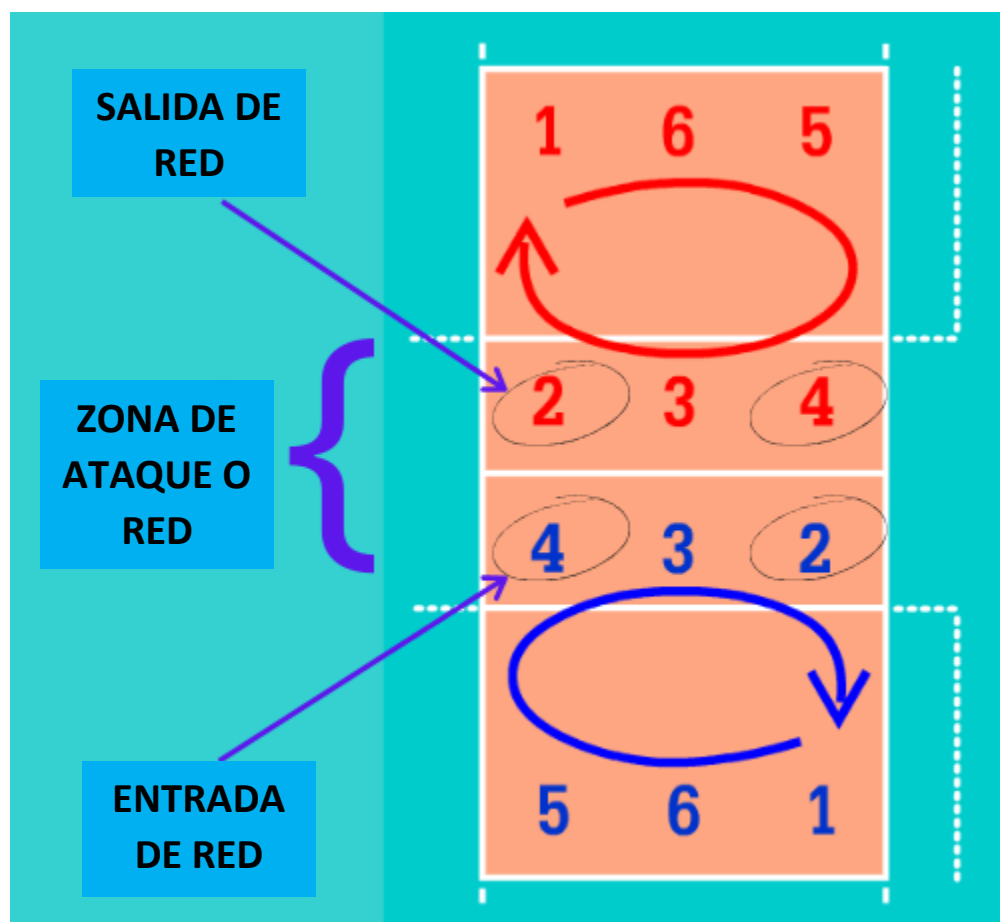 SALIDA DE
RED
1 6 5
2 3 4
ZONA DE
ATAQUE O
RED
4 3 2
ENTRADA
DE RED
5 6 1